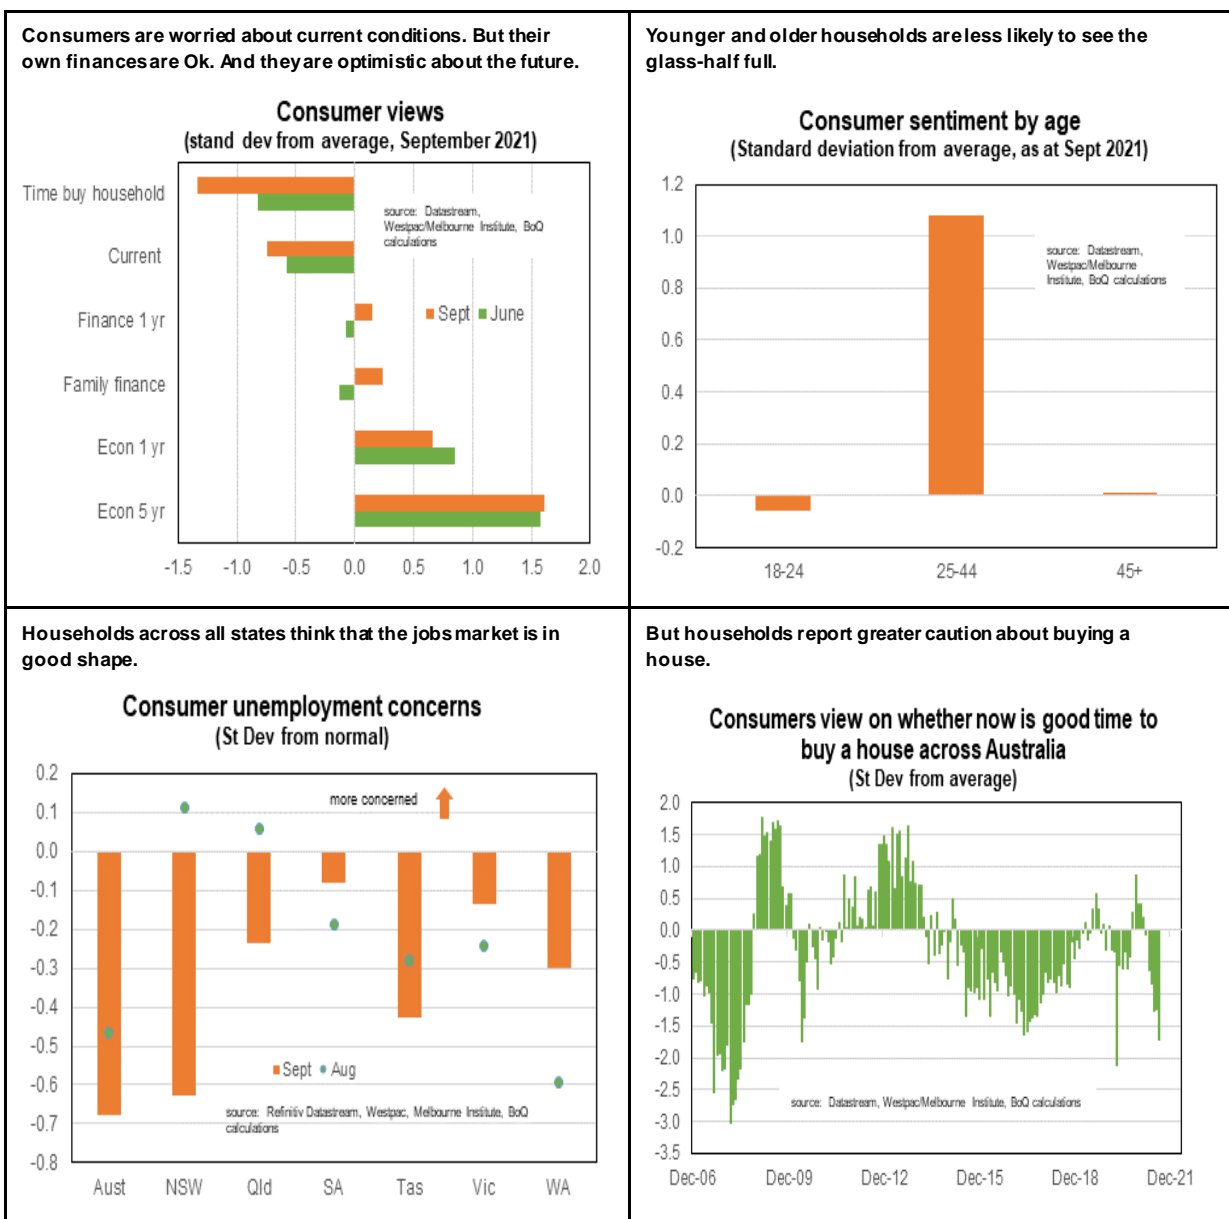 Consumers are worried about current conditions. But their
own finances are Ok. And they are optimistic about the future.
Consumer views
(stand dev from average, September 2021)
Time buy household
Current
Finance 1 yr
Family finance
Econ 1 yr
Econ 5 yr
source: Datastream,
Westpac/Melbourne Institute, BoQ
calculations
Sept June
-1.5 -1.0 -0.5 0.0 0.5 1.0 1.5 2.0
Younger and older households are less likely to see the
glass-half full.
Consumer sentiment by age
(Standard deviation from average, as at Sept 2021)
1.2
1.0
0.8
0.6
0.4
0.2
0.0
-0.2
source: Datastream,
Westpac/Melbourne
Institute, BoQ calculations
18-24 25-44 45+
Households across all states think that the jobs market is in
good shape.
Consumer unemployment concerns
(St Dev from normal)
0.2
0.1
0.0
-0.1
-0.2
-0.3
-0.4
-0.5
-0.6
-0.7
-0.8
more concerned
Sept Aug
source: Refinitiv Datastream, Westpac, Melbourne Institute, BoQ
calculations
Aust NSW Qld SA Tas Vic WA
But households report greater caution about buying a
house.
Consumers view on whether now is good time to
buy a house across Australia
(St Dev from average)
2.0
1.5
1.0
0.5
0.0
-0.5
-1.0
-1.5
-2.0
-2.5
-3.0
-3.5
source: Datastream, Westpac/Melbourne Institute, BoQ calculations
Dec-06 Dec-09 Dec-12 Dec-15 Dec-18 Dec-21